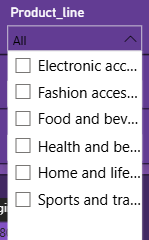 Product_line
All
Electronic acc...
Fashion acces...
Food and bev...
Health and be...
Home and life...
Sports and tra...